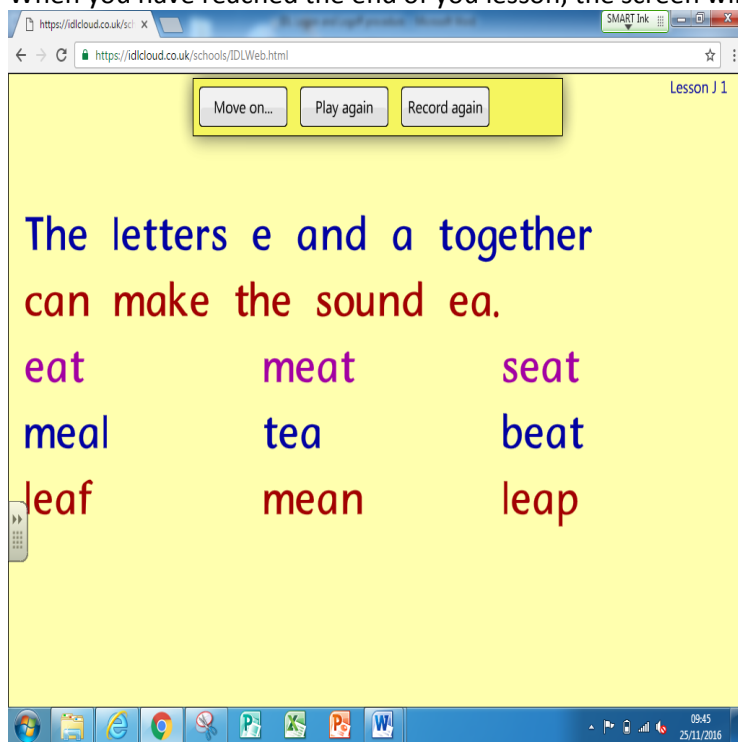 When you have reached the end of you lesson, the screen wil
https://idlcloud.co.uk/sch
SMART Ink
https://idlcloud.co.uk/schools/IDLWeb.html
Lesson J 1
Move on... Play again Record again
The letters e and a together
can make the sound ea.
eat meat seat
meal tea beat
leaf mean leap
09:45
25/11/2016